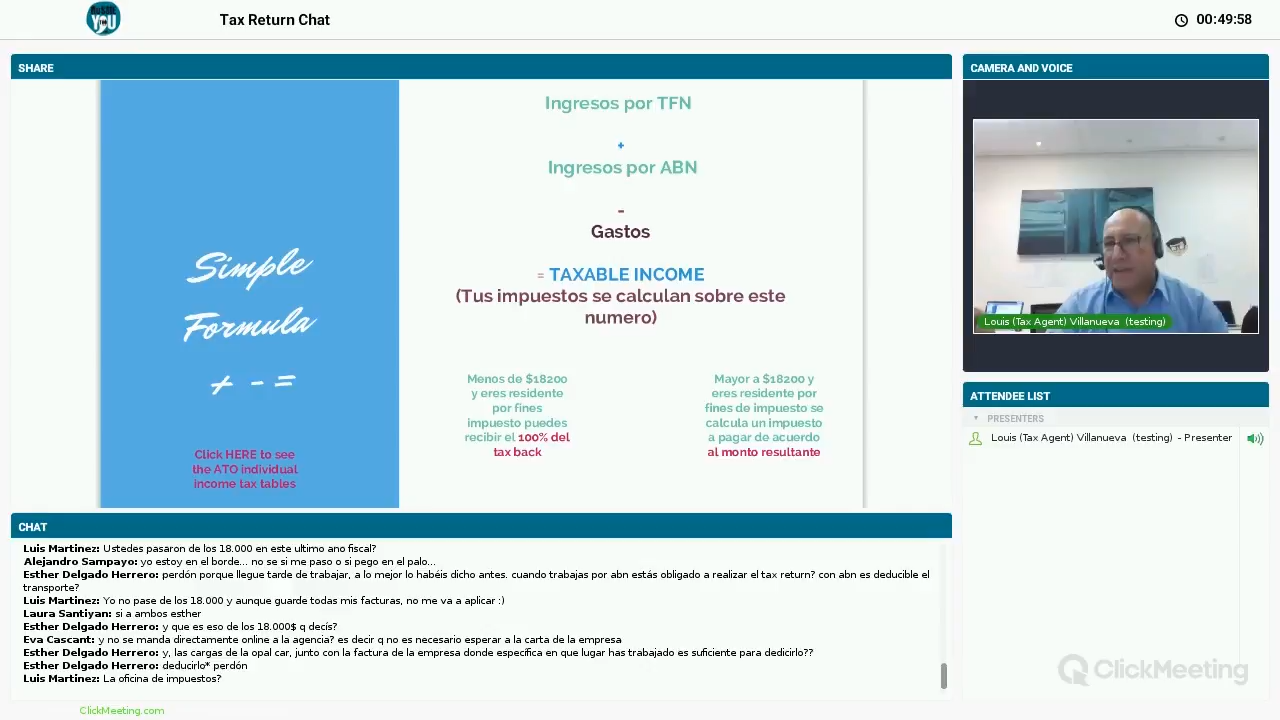 AUSSIE YOU
Tax Return Chat
00:49:58
SHARE
Ingresos por TFN
+
Ingresos por ABN
-
Gastos
= TAXABLE INCOME
(Tus impuestos se calculan sobre este
numero)
Simple
Formula
+ - =
Click HERE to see
the ATO individual
income tax tables
Menos de $18200
y eres residente
por fines
impuesto puedes
recibir el 100% del
tax back
Mayor a $18200 y
eres residente por
fines de impuesto se
calcula un impuesto
a pagar de acuerdo
al monto resultante
CAMERA AND VOICE
Louis (Tax Agent) Villanueva (testing)
ATTENDEE LIST
PRESENTERS
Louis (Tax Agent) Villanueva (testing) - Presenter
CHAT
Luis Martinez: Ustedes pasaron de los 18.000 en este ultimo ano fiscal?
Alejandro Sampayo: yo estoy en el borde... no se si me paso o si pego en el palo...
Esther Delgado Herrero: perdón porque llegue tarde de trabajar, a lo mejor lo habéis dicho antes. cuando trabajas por abn estás obligado a realizar el tax return? con abn es deducible el
transporte?
Luis Martinez: Yo no pase de los 18.000 y aunque guarde todas mis facturas, no me va a aplicar :)
Laura Santiyan: si a ambos esther
Esther Delgado Herrero: y que es eso de los 18.000$ q decís?
Eva Cascant: y no se manda directamente online a la agencia? es decir q no es necesario esperar a la carta de la empresa
Esther Delgado Herrero: y, las cargas de la opal car, junto con la factura de la empresa donde específica en que lugar has trabajado es suficiente para dedicirlo??
Esther Delgado Herrero: deducirlo* perdón
Luis Martinez: La oficina de impuestos?
ClickMeeting
ClickMeeting.com